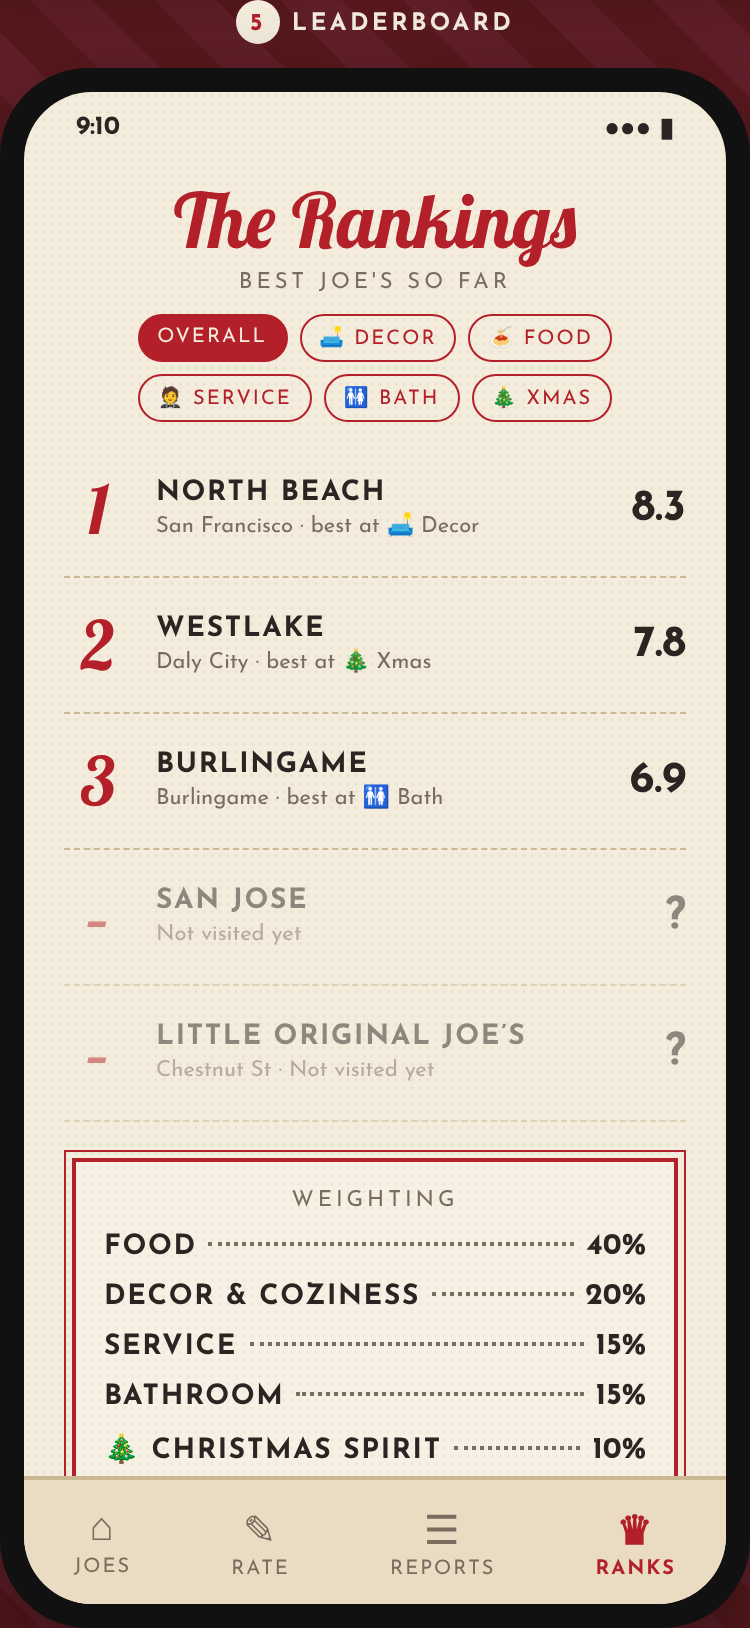 5 LEADERBOARD
9:10
The Rankings
BEST JOE'S SO FAR
OVERALL
🛋️ DECOR
🍝 FOOD
🤵 SERVICE
🚻 BATH
🎄 XMAS
1 NORTH BEACH 8.3
San Francisco · best at 🛋️ Decor
2 WESTLAKE 7.8
Daly City · best at 🎄 Xmas
3 BURLINGAME 6.9
Burlingame · best at 🚻 Bath
– SAN JOSE ?
Not visited yet
– LITTLE ORIGINAL JOE’S ?
Chestnut St · Not visited yet
WEIGHTING
FOOD 40%
DECOR & COZINESS 20%
SERVICE 15%
BATHROOM 15%
🎄 CHRISTMAS SPIRIT 10%
JOES
RATE
REPORTS
RANKS